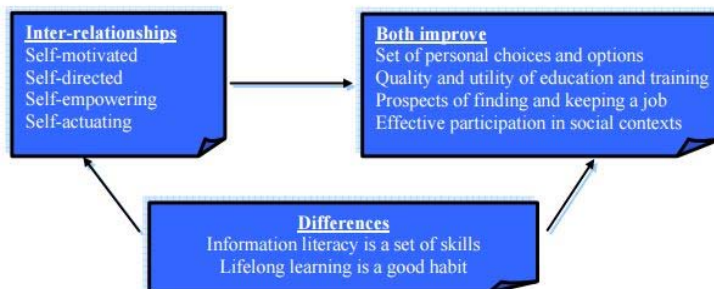 Inter-relationships
Self-motivated
Self-directed
Self-empowering
Self-actuating
Both improve
Set of personal choices and options
Quality and utility of education and training
Prospects of finding and keeping a job
Effective participation in social contexts
Differences
Information literacy is a set of skills
Lifelong learning is a good habit